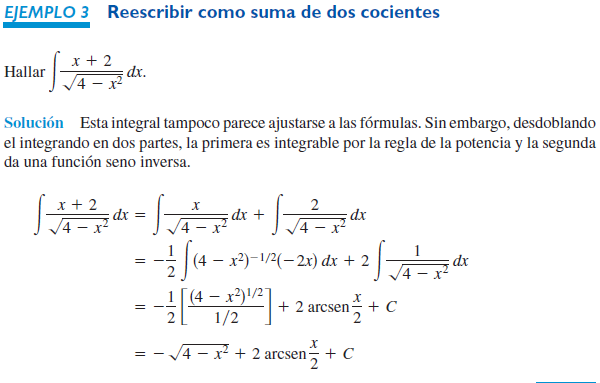 EJEMPLO 3 Reescribir como suma de dos cocientes
Hallar ∫ (x + 2)/√(4 − x²) dx.
Solución Esta integral tampoco parece ajustarse a las fórmulas. Sin embargo, desdoblando
el integrando en dos partes, la primera es integrable por la regla de la potencia y la segunda
da una función seno inversa.
∫ (x + 2)/√(4 − x²) dx = ∫ x/√(4 − x²) dx + ∫ 2/√(4 − x²) dx
= −1/2 ∫ (4 − x²)^(−1/2)(−2x) dx + 2 ∫ 1/√(4 − x²) dx
= −1/2 [(4 − x²)^(1/2)/(1/2)] + 2 arcsen x/2 + C
= −√(4 − x²) + 2 arcsen x/2 + C